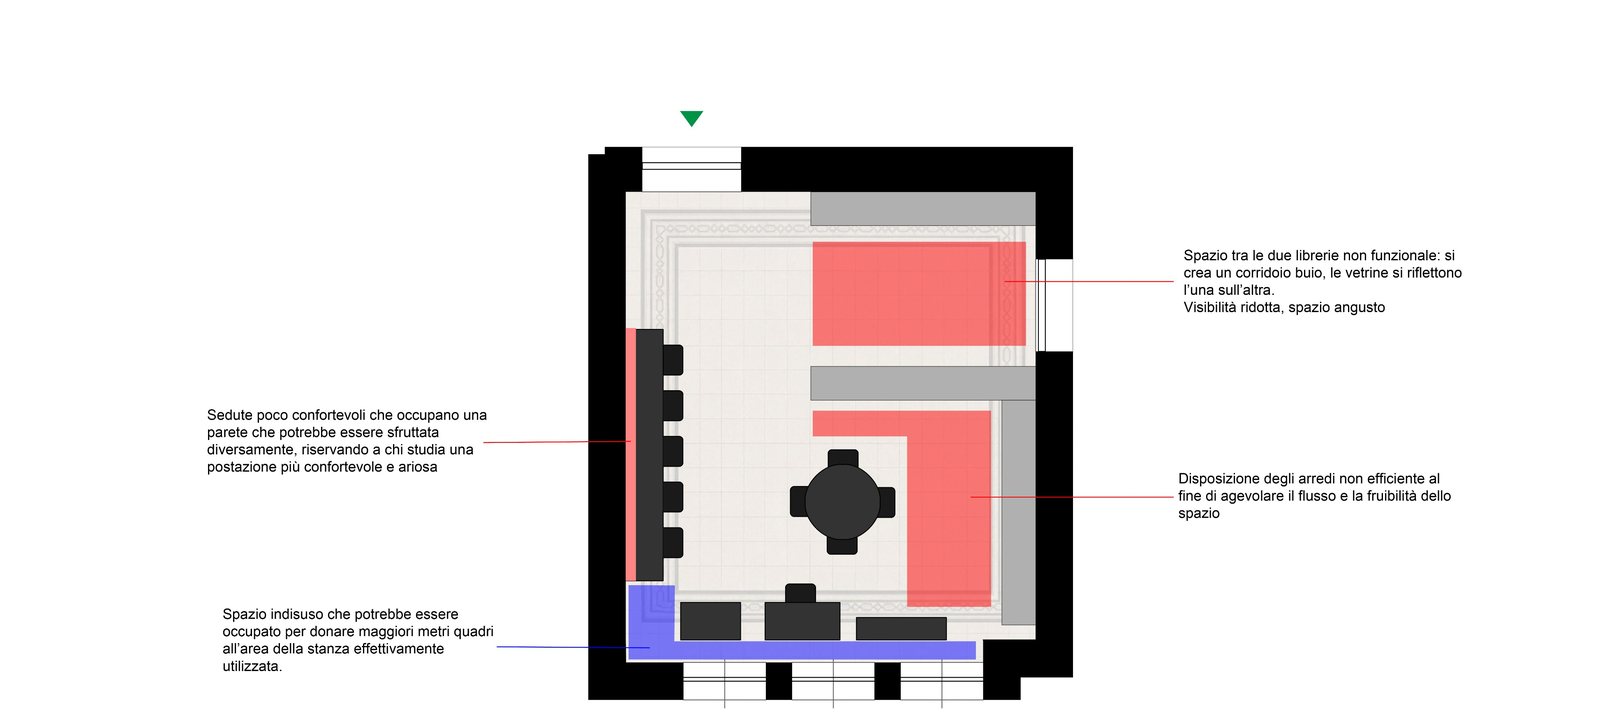 Spazio tra le due librerie non funzionale: si
crea un corridoio buio, le vetrine si riflettono
l'una sull'altra.
Visibilità ridotta, spazio angusto
Sedute poco confortevoli che occupano una
parete che potrebbe essere sfruttata
diversamente, riservando a chi studia una
postazione più confortevole e ariosa
Disposizione degli arredi non efficiente al
fine di agevolare il flusso e la fruibilità dello
spazio
Spazio indisuso che potrebbe essere
occupato per donare maggiori metri quadri
all'area della stanza effettivamente
utilizzata.